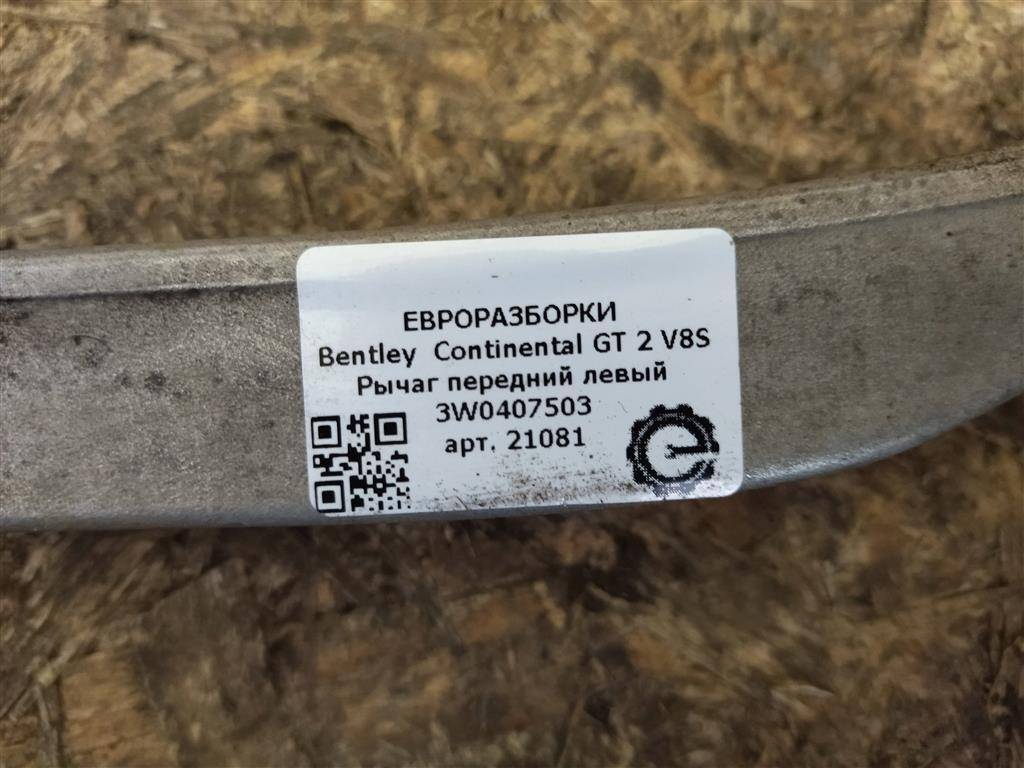 ЕВРОРАЗБОРКИ
Bentley Continental GT 2 V8S
Рычаг передний левый
3W0407503
арт. 21081